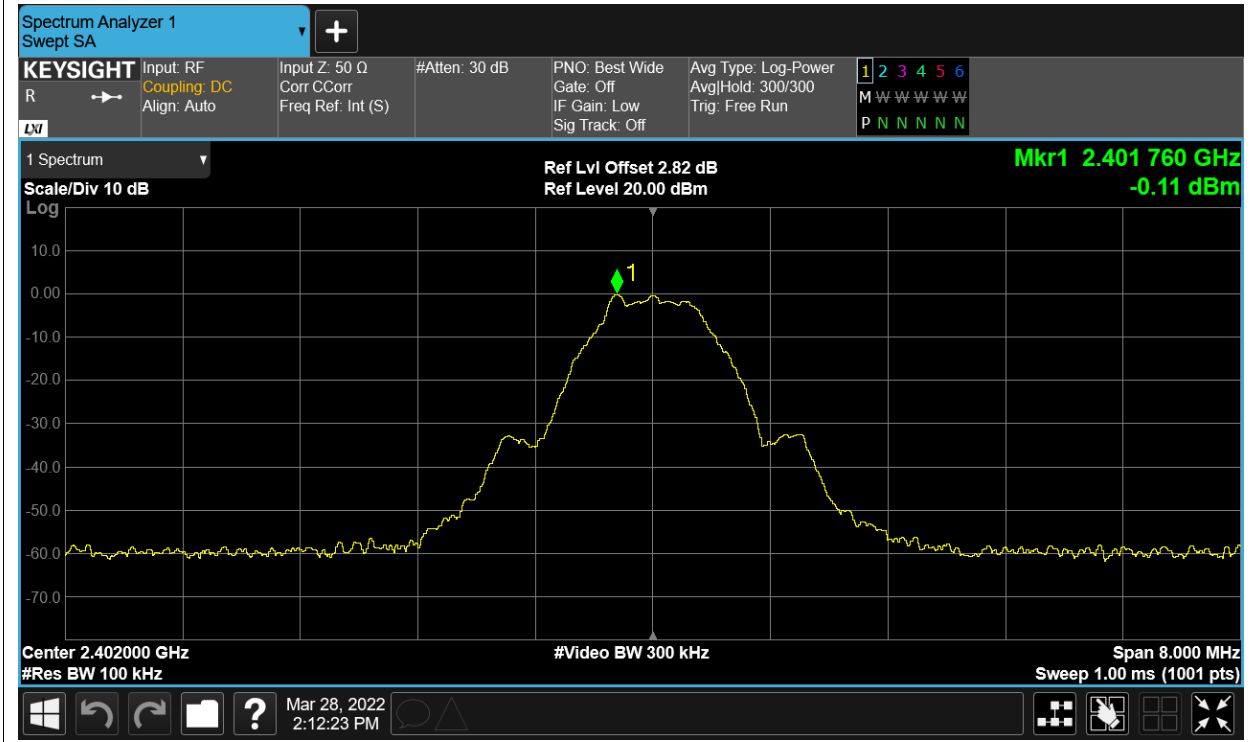 Spectrum Analyzer 1
Swept SA
+
KEYSIGHT
R
LXI
Input: RF
Coupling: DC
Align: Auto
Input Z: 50 Ω
Corr CCorr
Freq Ref: Int (S)
#Atten: 30 dB
PNO: Best Wide
Gate: Off
IF Gain: Low
Sig Track: Off
Avg Type: Log-Power
Avg|Hold: 300/300
Trig: Free Run
1 2 3 4 5 6
M W W W W W
P N N N N N
1 Spectrum
Scale/Div 10 dB
Log
Ref Lvl Offset 2.82 dB
Ref Level 20.00 dBm
Mkr1 2.401 760 GHz
-0.11 dBm
1
10.0
0.00
-10.0
-20.0
-30.0
-40.0
-50.0
-60.0
-70.0
Center 2.402000 GHz
#Res BW 100 kHz
#Video BW 300 kHz
Span 8.000 MHz
Sweep 1.00 ms (1001 pts)
?
Mar 28, 2022
2:12:23 PM